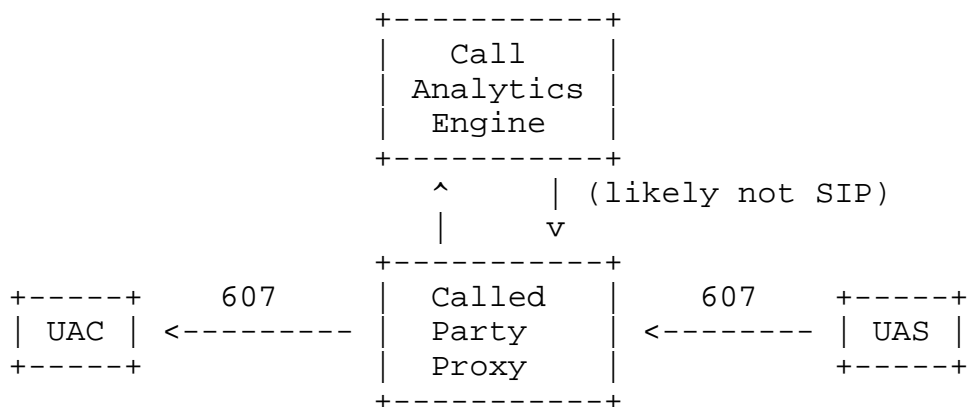 +-----------+
|   Call    |
| Analytics |
|  Engine   |
+-----------+
^     | (likely not SIP)
|     v
+-----------+
+-----+    607      |  Called   |    607    +-----+
| UAC | <--------- |  Party    | <-------- | UAS |
+-----+             |  Proxy    |           +-----+
+-----------+